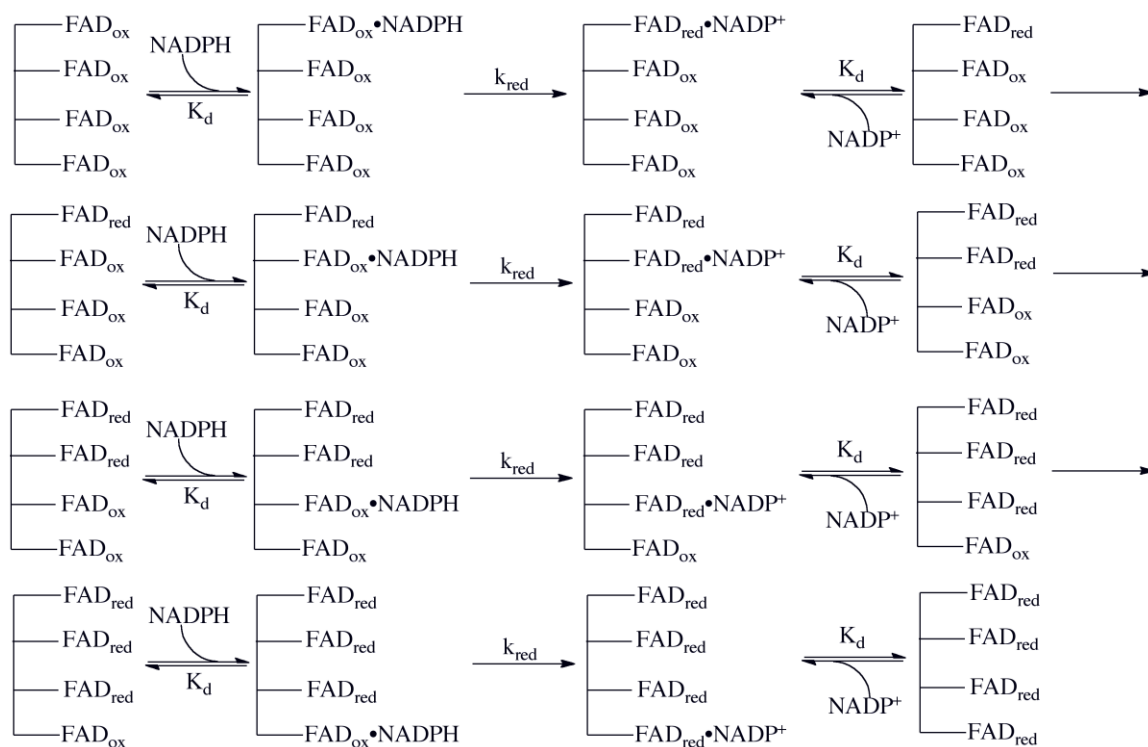 FADox FADox•NADPH FADred•NADP+ FADred
NADPH
FADox FADox FADox Kd FADox
kred
Kd
FADox FADox FADox NADP+ FADox
FADox FADox FADox FADox
FADred FADred FADred FADred
NADPH
FADox FADox•NADPH FADred•NADP+ Kd FADred
kred
Kd
FADox FADox FADox NADP+ FADox
FADox FADox FADox FADox
FADred FADred FADred FADred
NADPH
FADred FADred FADred Kd FADred
kred
Kd
FADox FADox•NADPH FADred•NADP+ NADP+ FADred
FADox FADox FADox FADox
FADred FADred FADred FADred
NADPH
FADred FADred FADred Kd FADred
kred
Kd
FADred FADred FADred NADP+ FADred
FADox FADox•NADPH FADred•NADP+ FADred